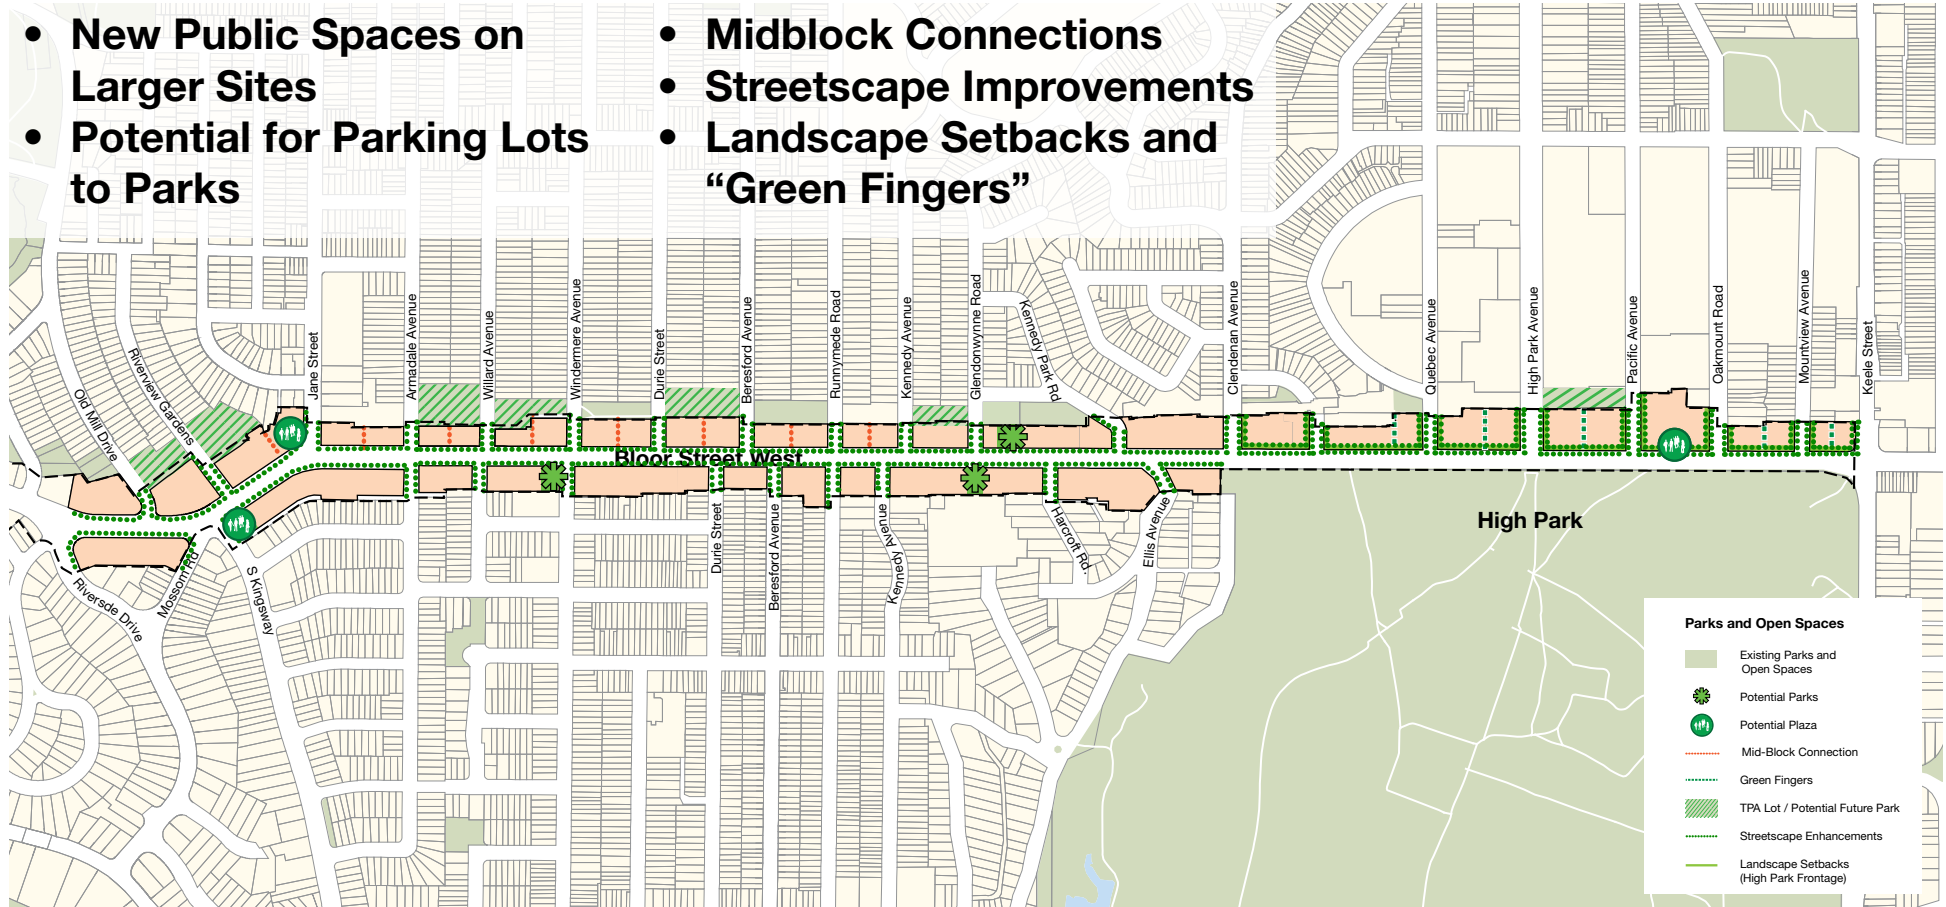 • New Public Spaces on
Larger Sites
• Potential for Parking Lots
to Parks
• Midblock Connections
• Streetscape Improvements
• Landscape Setbacks and
“Green Fingers”
Old Mill Drive
Riverview Gardens
Jane Street
Armadale Avenue
Willard Avenue
Windermere Avenue
Durie Street
Beresford Avenue
Runnymede Road
Kennedy Avenue
Glendonwynne Road
Kennedy Park Rd
Clendenan Avenue
Quebec Avenue
High Park Avenue
Pacific Avenue
Oakmount Road
Mountview Avenue
Keele Street
Bloor Street West
Riversde Drive
Mossom Rd
S Kingsway
Durie Street
Beresford Avenue
Kennedy Avenue
Harcroft Rd.
Ellis Avenue
High Park
Parks and Open Spaces
Existing Parks and
Open Spaces
Potential Parks
Potential Plaza
Mid-Block Connection
Green Fingers
TPA Lot / Potential Future Park
Streetscape Enhancements
Landscape Setbacks
(High Park Frontage)